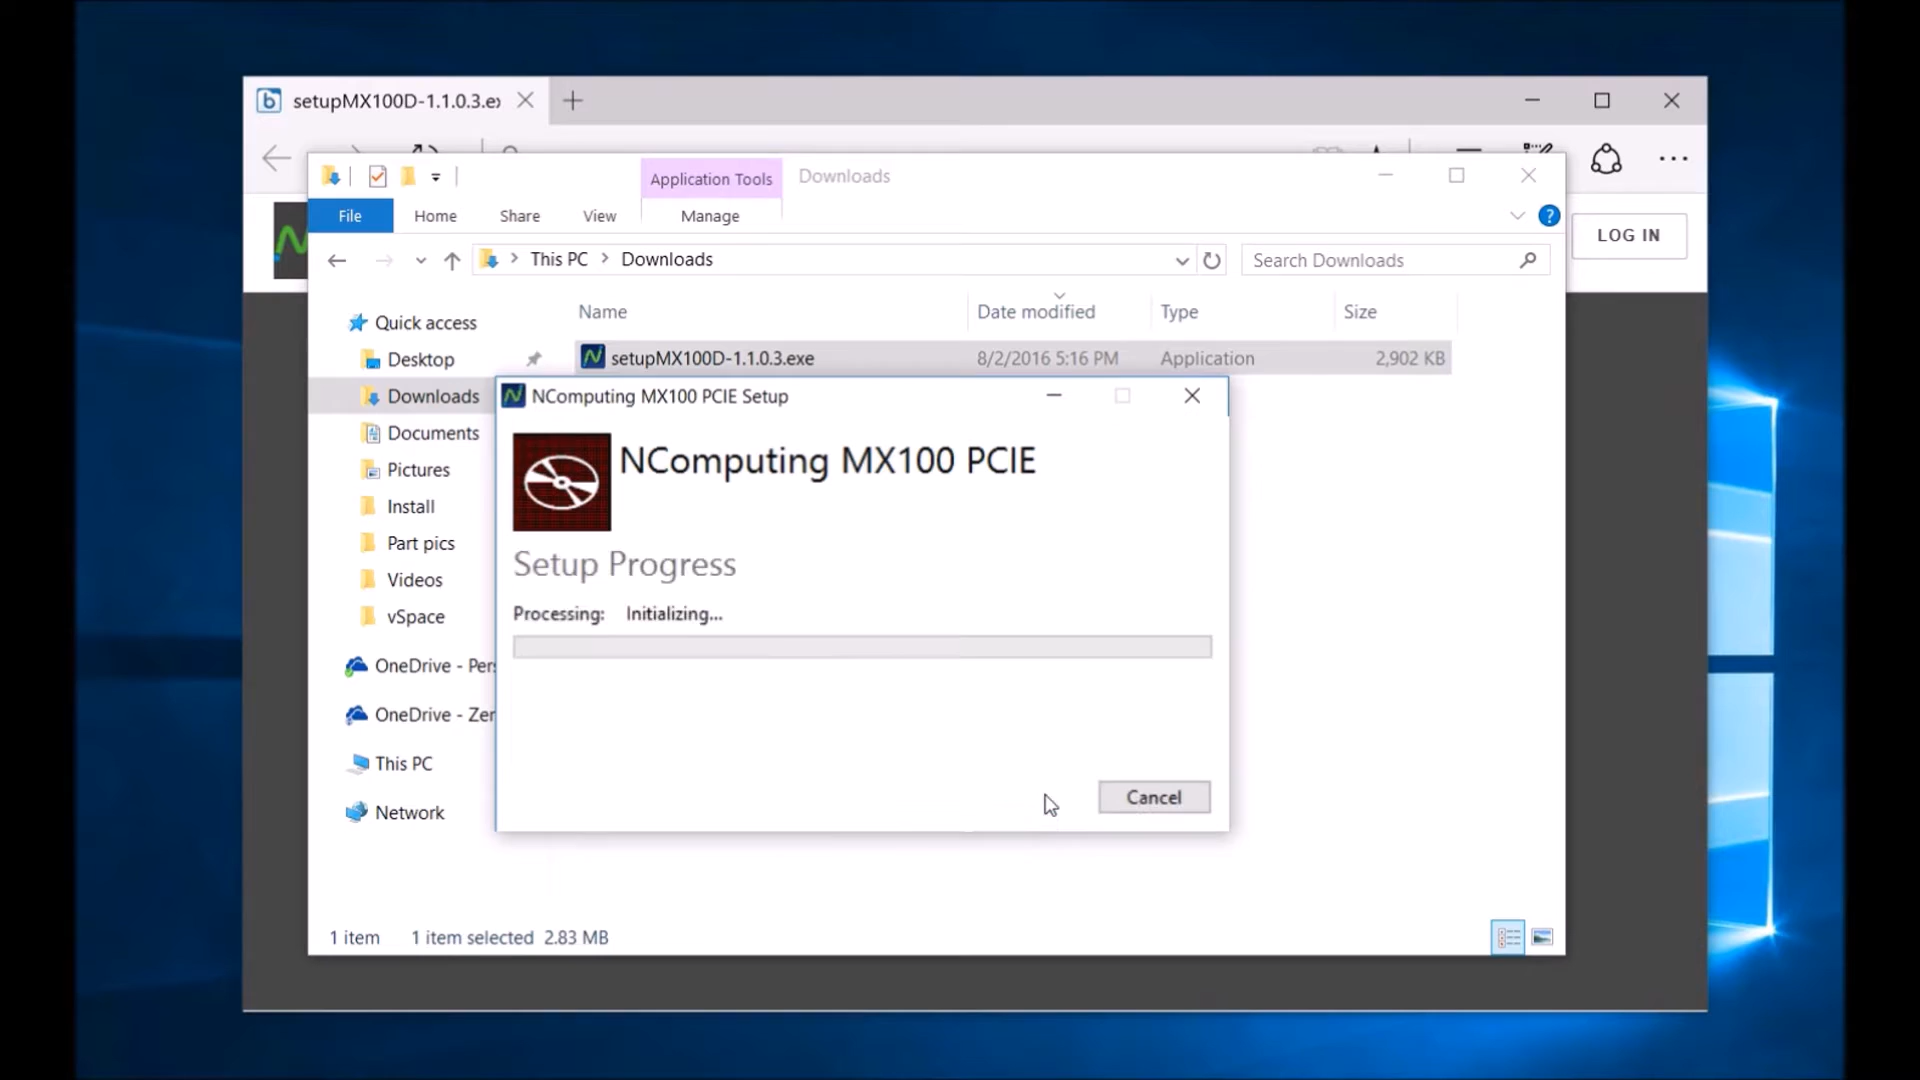 setupMX100D-1.1.0.3.ex
Application Tools
Downloads
File
Home
Share
View
Manage
LOG IN
This PC
Downloads
Search Downloads
Name
Date modified
Type
Size
Quick access
setupMX100D-1.1.0.3.exe
8/2/2016 5:16 PM
Application
2,902 KB
Desktop
Downloads
Documents
Pictures
Install
Part pics
Videos
vSpace
OneDrive - Pers
OneDrive - Zer
This PC
Network
NComputing MX100 PCIE Setup
NComputing MX100 PCIE
Setup Progress
Processing: Initializing...
Cancel
1 item
1 item selected 2.83 MB